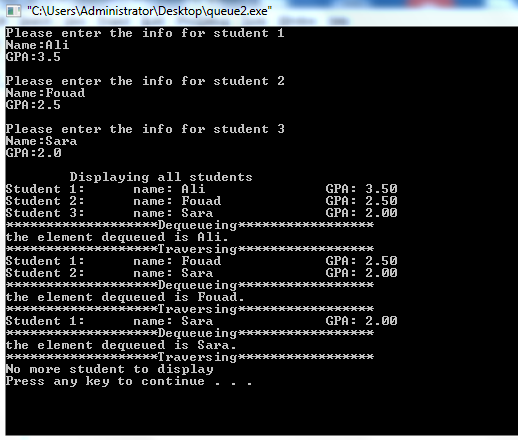 "C:\Users\Administrator\Desktop\queue2.exe"
Please enter the info for student 1
Name:Ali
GPA:3.5
Please enter the info for student 2
Name:Fouad
GPA:2.5
Please enter the info for student 3
Name:Sara
GPA:2.0
Displaying all students
Student 1: name: Ali GPA: 3.50
Student 2: name: Fouad GPA: 2.50
Student 3: name: Sara GPA: 2.00
*******************Dequeueing*****************
the element dequeued is Ali.
*******************Traversing*****************
Student 1: name: Fouad GPA: 2.50
Student 2: name: Sara GPA: 2.00
*******************Dequeueing*****************
the element dequeued is Fouad.
*******************Traversing*****************
Student 1: name: Sara GPA: 2.00
*******************Dequeueing*****************
the element dequeued is Sara.
*******************Traversing*****************
No more student to display
Press any key to continue . . .